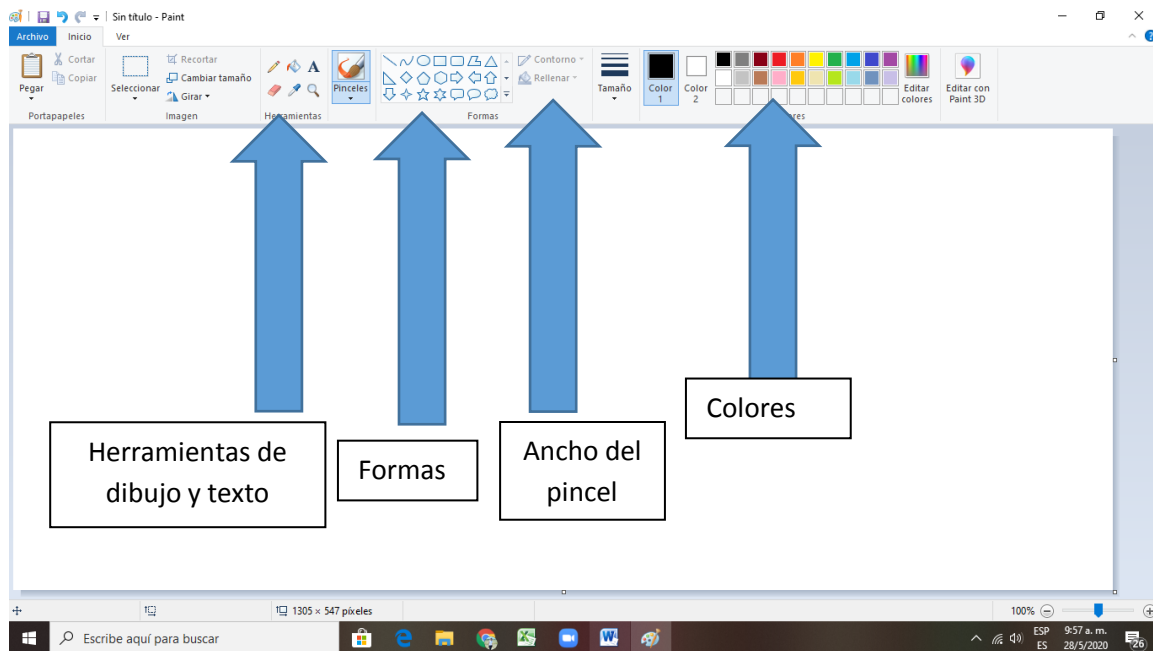 Sin título - Paint
Archivo Inicio Ver
Pegar
Cortar
Copiar
Portapapeles
Seleccionar
Recortar
Cambiar tamaño
Girar
Imagen
A
Herramientas
Pinceles
Contorno
Rellenar
Formas
Tamaño
Color 1
Color 2
Editar colores
Editar con Paint 3D
Herramientas de
dibujo y texto
Formas
Ancho del
pincel
Colores
1305 × 547 píxeles
100%
Escribe aquí para buscar
ESP
ES
9:57 a. m.
28/5/2020
26